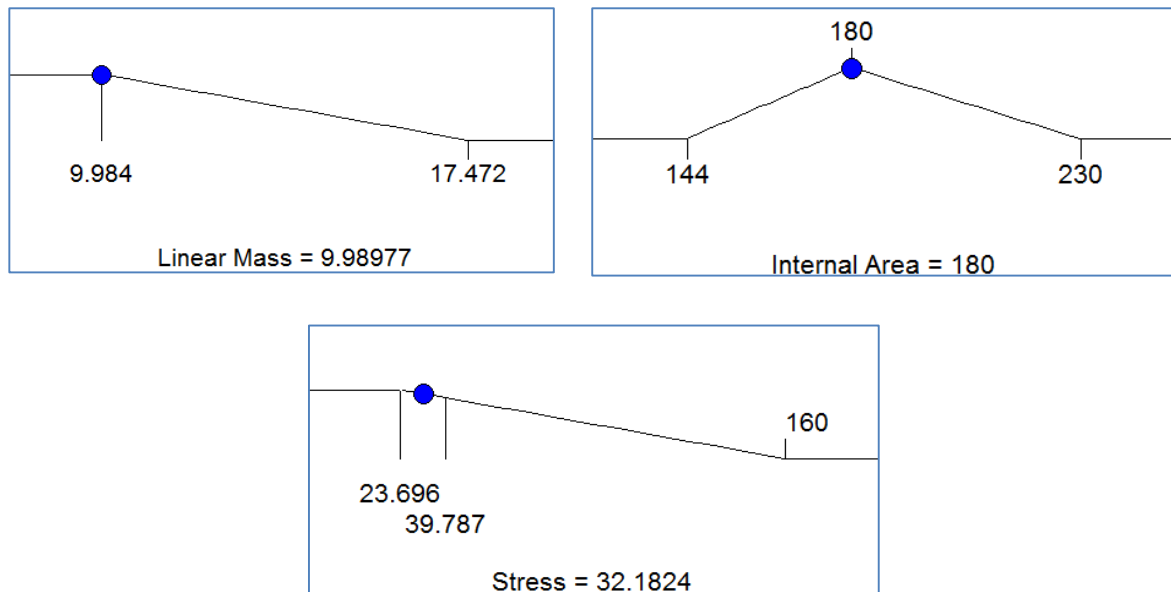 9.984
17.472
Linear Mass = 9.98977
180
144
230
Internal Area = 180
160
23.696
39.787
Stress = 32.1824